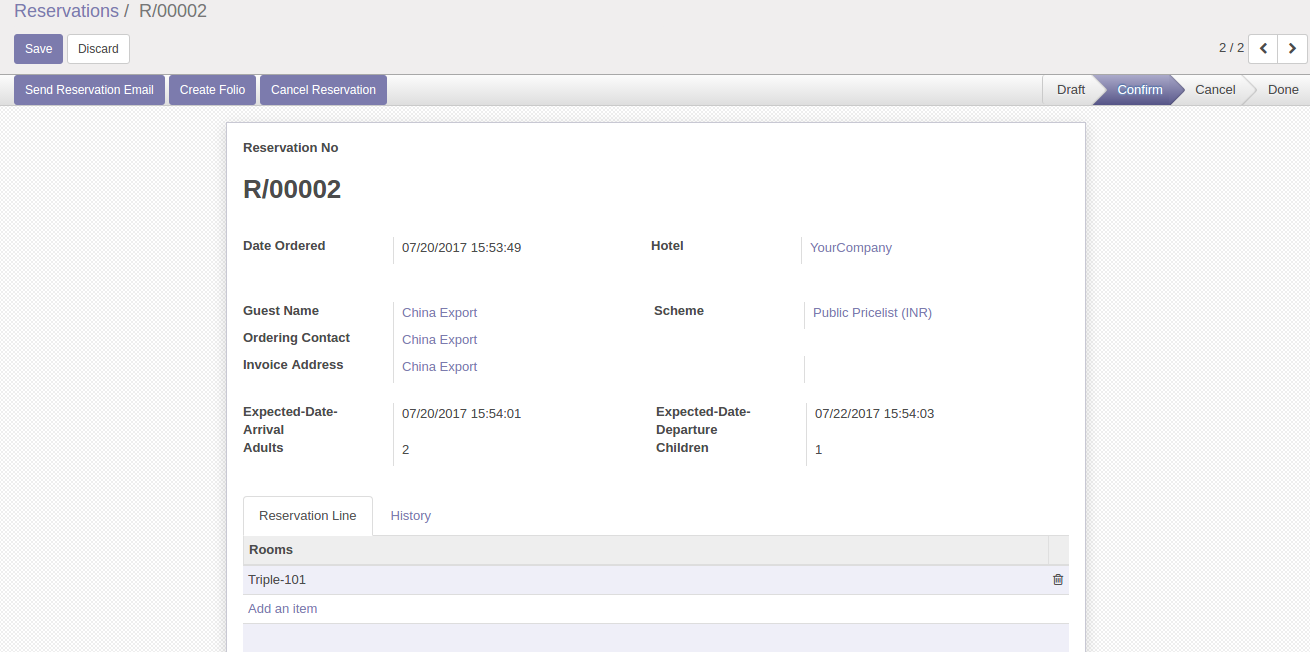 Reservations / R/00002
Save Discard 2 / 2
Send Reservation Email Create Folio Cancel Reservation Draft Confirm Cancel Done
Reservation No
R/00002
Date Ordered 07/20/2017 15:53:49 Hotel YourCompany
Guest Name China Export Scheme Public Pricelist (INR)
Ordering Contact China Export
Invoice Address China Export
Expected-Date-Arrival 07/20/2017 15:54:01 Expected-Date-Departure 07/22/2017 15:54:03
Adults 2 Children 1
Reservation Line History
Rooms
Triple-101
Add an item